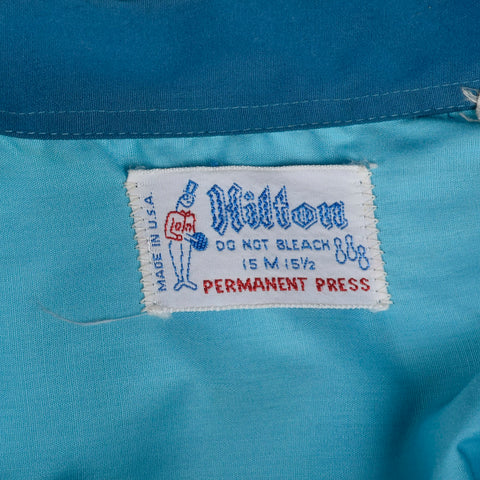 MADE IN U.S.A.
Hilton
DO NOT BLEACH
15 M 15½
PERMANENT PRESS